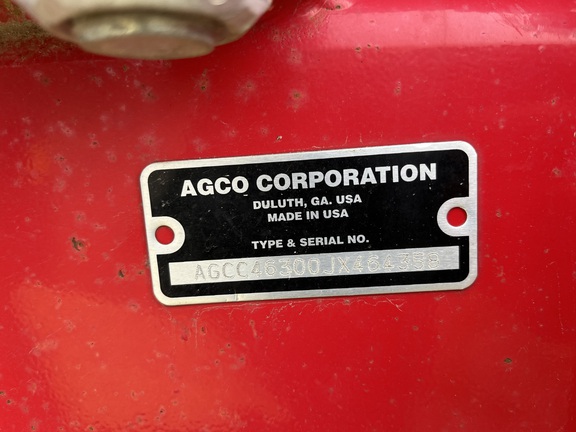 AGCO CORPORATION
DULUTH, GA. USA
MADE IN USA
TYPE & SERIAL NO.